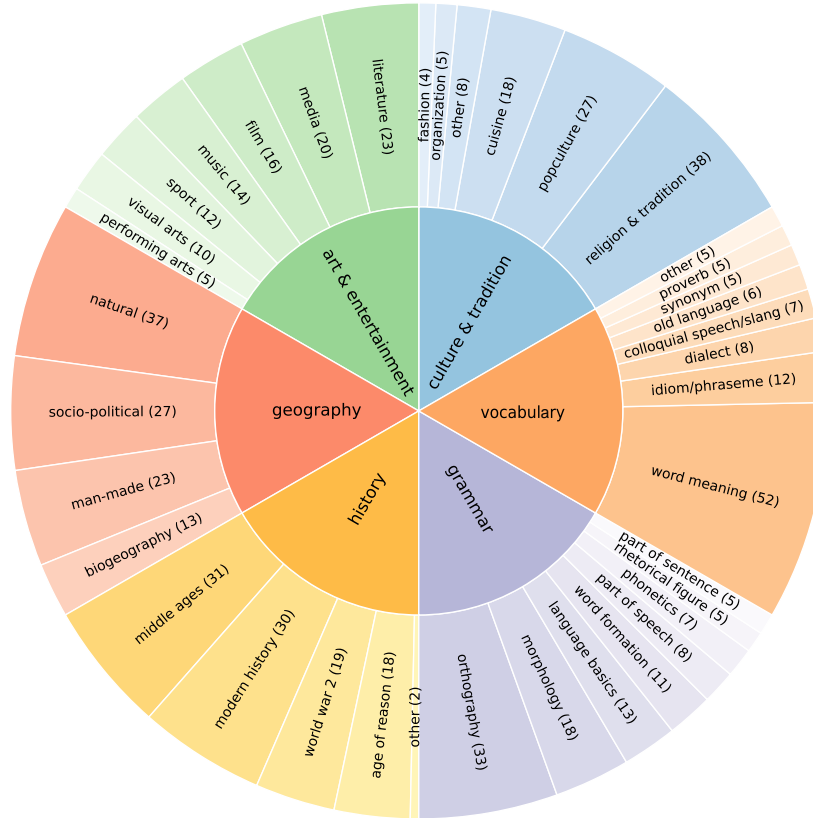 fashion (4)
organization (5)
other (8)
cuisine (18)
popculture (27)
religion & tradition (38)
culture & tradition
other (5)
proverb (5)
synonym (5)
old language (6)
colloquial speech/slang (7)
dialect (8)
idiom/phraseme (12)
word meaning (52)
vocabulary
part of sentence (5)
rhetorical figure (5)
phonetics (7)
part of speech (8)
word formation (11)
language basics (13)
morphology (18)
orthography (33)
grammar
other (2)
age of reason (18)
world war 2 (19)
modern history (30)
middle ages (31)
history
biogeography (13)
man-made (23)
socio-political (27)
natural (37)
geography
performing arts (5)
visual arts (10)
sport (12)
music (14)
film (16)
media (20)
literature (23)
art & entertainment